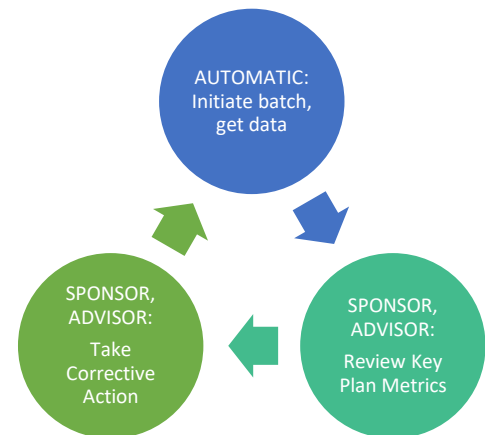 AUTOMATIC:
Initiate batch,
get data
SPONSOR,
ADVISOR:
Review Key
Plan Metrics
SPONSOR,
ADVISOR:
Take
Corrective
Action